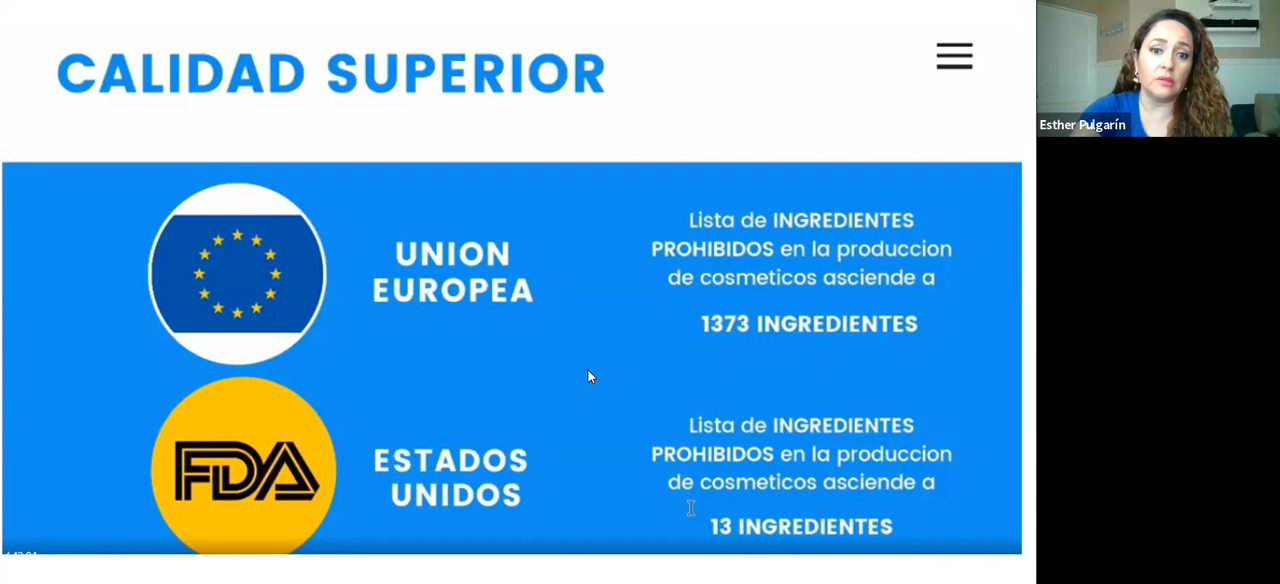 CALIDAD SUPERIOR
UNION
EUROPEA
Lista de INGREDIENTES
PROHIBIDOS en la produccion
de cosmeticos asciende a
1373 INGREDIENTES
FDA
ESTADOS
UNIDOS
Lista de INGREDIENTES
PROHIBIDOS en la produccion
de cosmeticos asciende a
13 INGREDIENTES
Esther Pulgarín